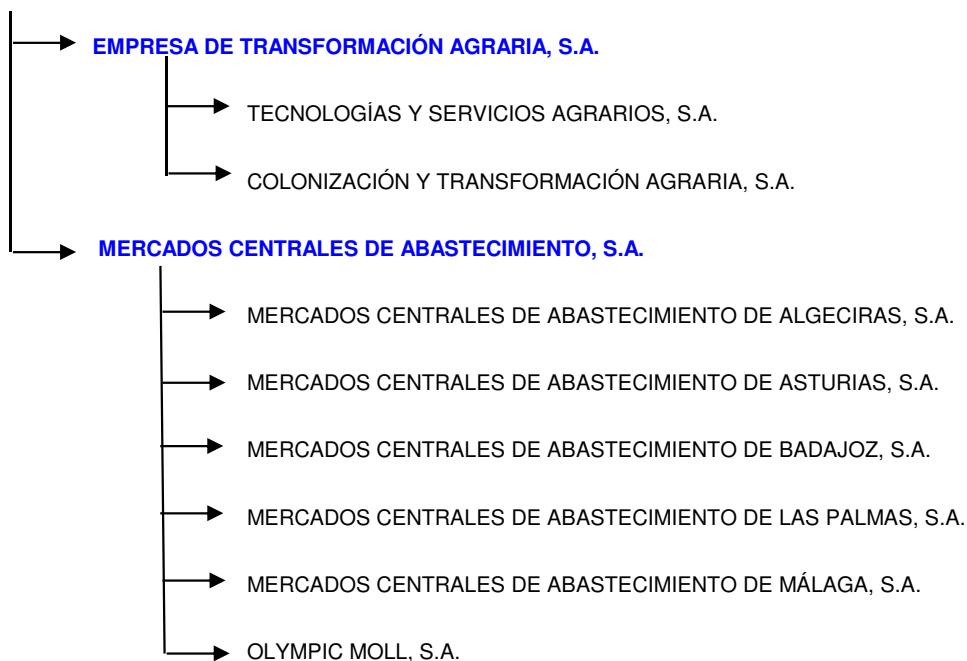 EMPRESA DE TRANSFORMACIÓN AGRARIA, S.A.
TECNOLOGÍAS Y SERVICIOS AGRARIOS, S.A.
COLONIZACIÓN Y TRANSFORMACIÓN AGRARIA, S.A.
MERCADOS CENTRALES DE ABASTECIMIENTO, S.A.
MERCADOS CENTRALES DE ABASTECIMIENTO DE ALGECIRAS, S.A.
MERCADOS CENTRALES DE ABASTECIMIENTO DE ASTURIAS, S.A.
MERCADOS CENTRALES DE ABASTECIMIENTO DE BADAJOZ, S.A.
MERCADOS CENTRALES DE ABASTECIMIENTO DE LAS PALMAS, S.A.
MERCADOS CENTRALES DE ABASTECIMIENTO DE MÁLAGA, S.A.
OLYMPIC MOLL, S.A.